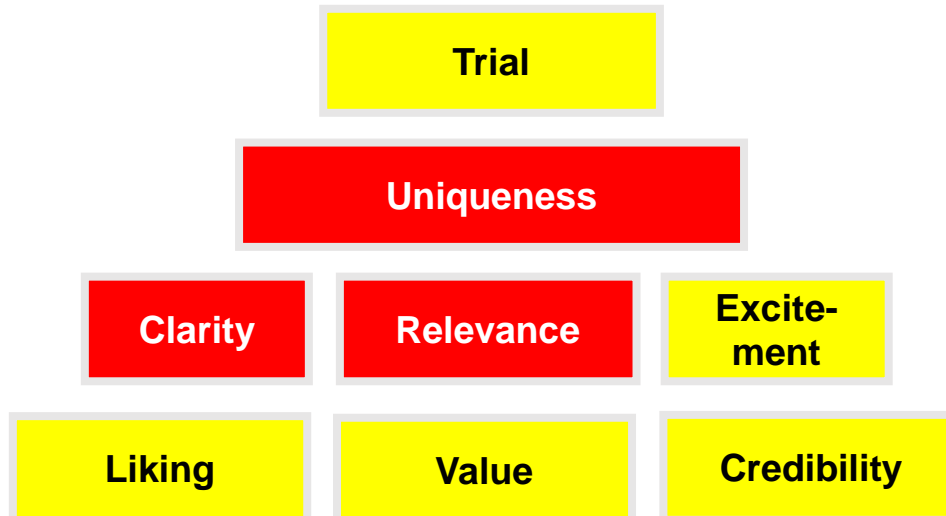 Trial
Uniqueness
Clarity
Relevance
Excite-
ment
Liking
Value
Credibility